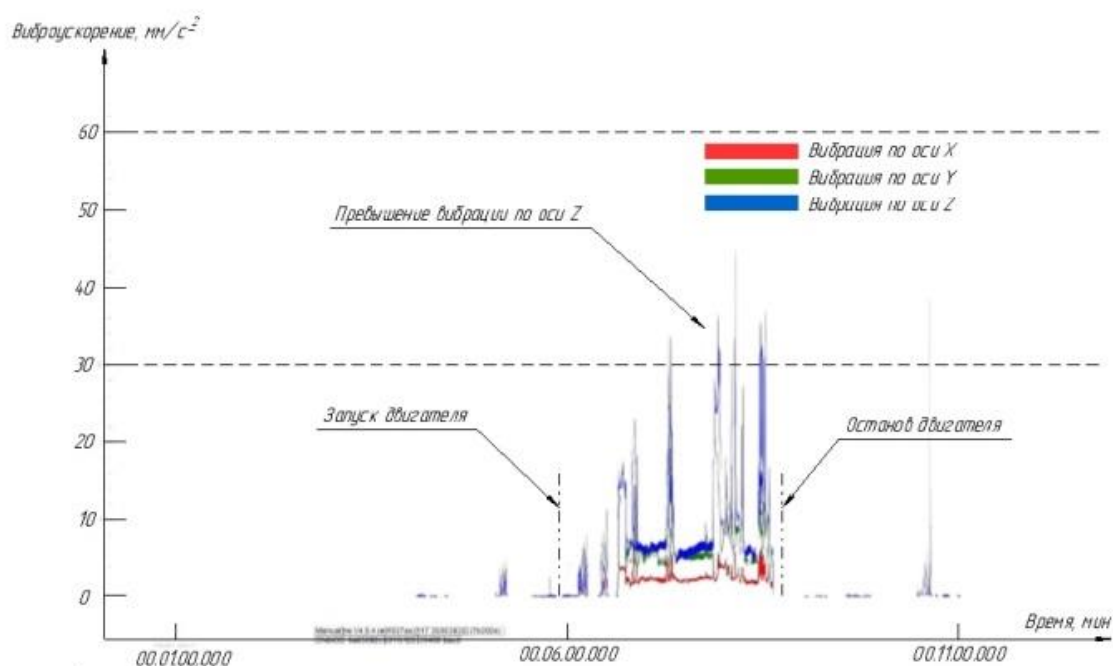 Виброускорение, мм/с⁻²
60
Вибрация по оси X
Вибрация по оси Y
Вибрация по оси Z
50
Превышение вибрации по оси Z
40
30
Запуск двигателя
Останов двигателя
20
10
0
Время, мин
00.01.00.000
00.06.00.000
00.11.00.000